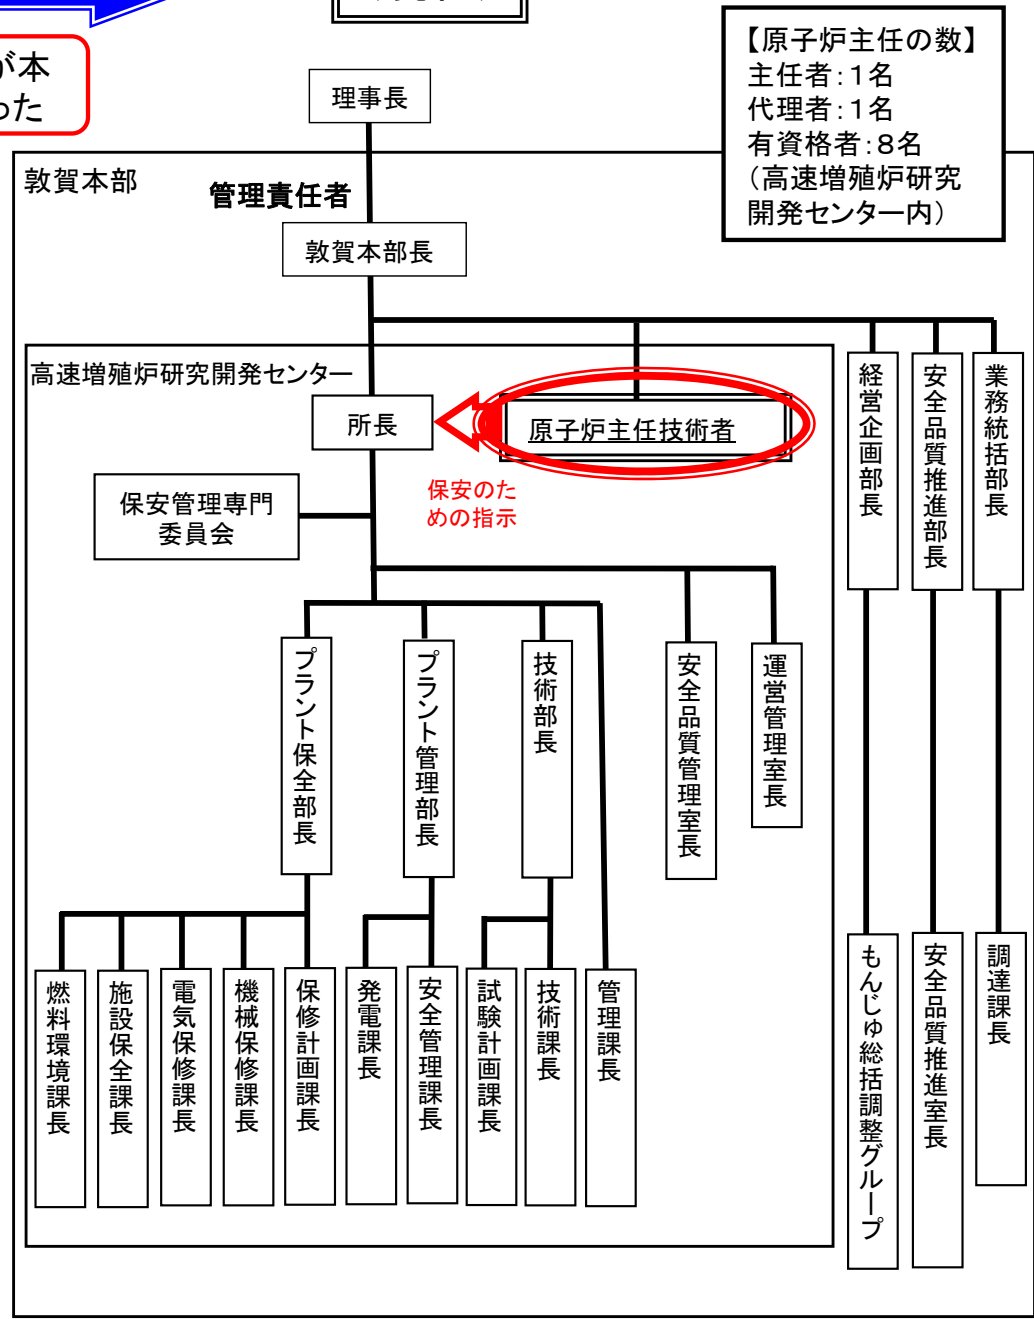 が本
った
【原子炉主任の数】
主任者：1名
代理者：1名
有資格者：8名
（高速増殖炉研究
開発センター内）
理事長
敦賀本部
管理責任者
敦賀本部長
高速増殖炉研究開発センター
所長
原子炉主任技術者
保安のた
めの指示
保安管理専門
委員会
経営企画部長
安全品質推進部長
業務統括部長
プラント保全部長
プラント管理部長
技術部長
安全品質管理室長
運営管理室長
燃料環境課長
施設保全課長
電気保修課長
機械保修課長
保修計画課長
発電課長
安全管理課長
試験計画課長
技術課長
管理課長
もんじゅ総括調整グループ
安全品質推進室長
調達課長